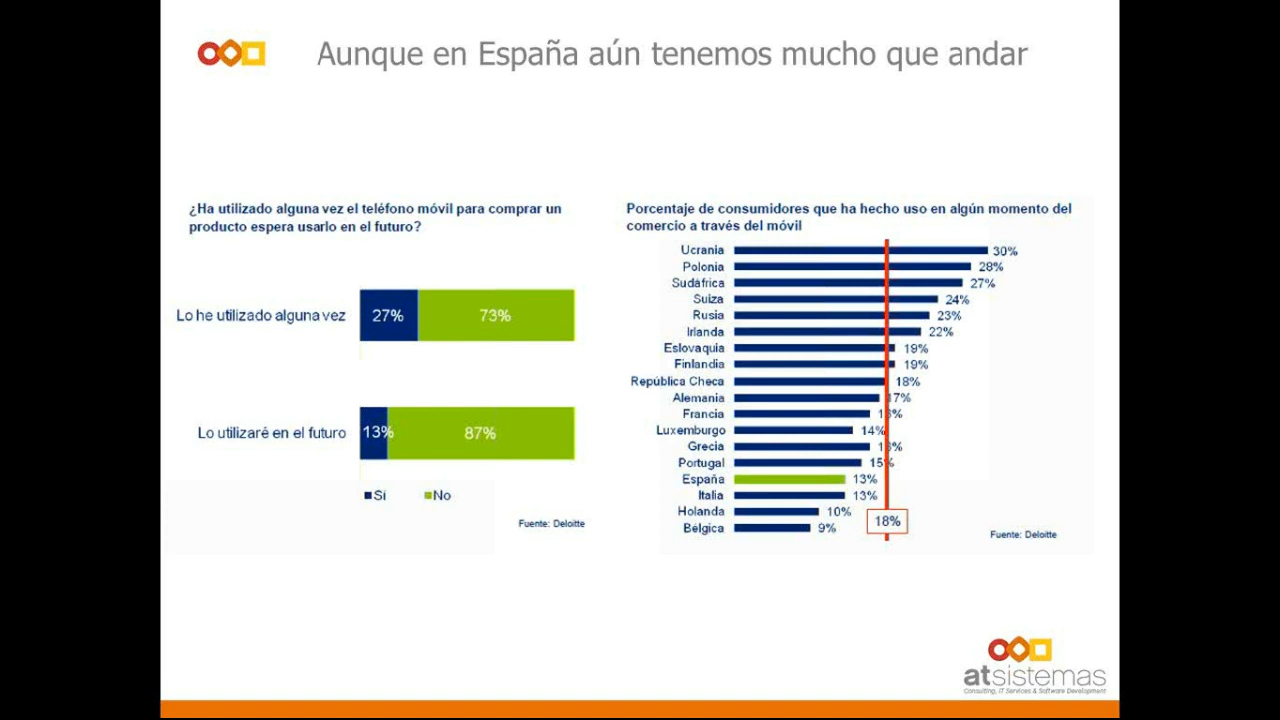 Aunque en España aún tenemos mucho que andar
¿Ha utilizado alguna vez el teléfono móvil para comprar un
producto espera usarlo en el futuro?
Lo he utilizado alguna vez 27% 73%
Lo utilizaré en el futuro 13% 87%
Sí No
Fuente: Deloitte
Porcentaje de consumidores que ha hecho uso en algún momento del
comercio a través del móvil
Ucrania 30%
Polonia 28%
Sudáfrica 27%
Suiza 24%
Rusia 23%
Irlanda 22%
Eslovaquia 19%
Finlandia 19%
República Checa 18%
Alemania 17%
Francia
Luxemburgo 14%
Grecia
Portugal 15%
España 13%
Italia 13%
Holanda 10%
Bélgica 9%
18%
Fuente: Deloitte
atsistemas
Consulting, IT Services & Software Development